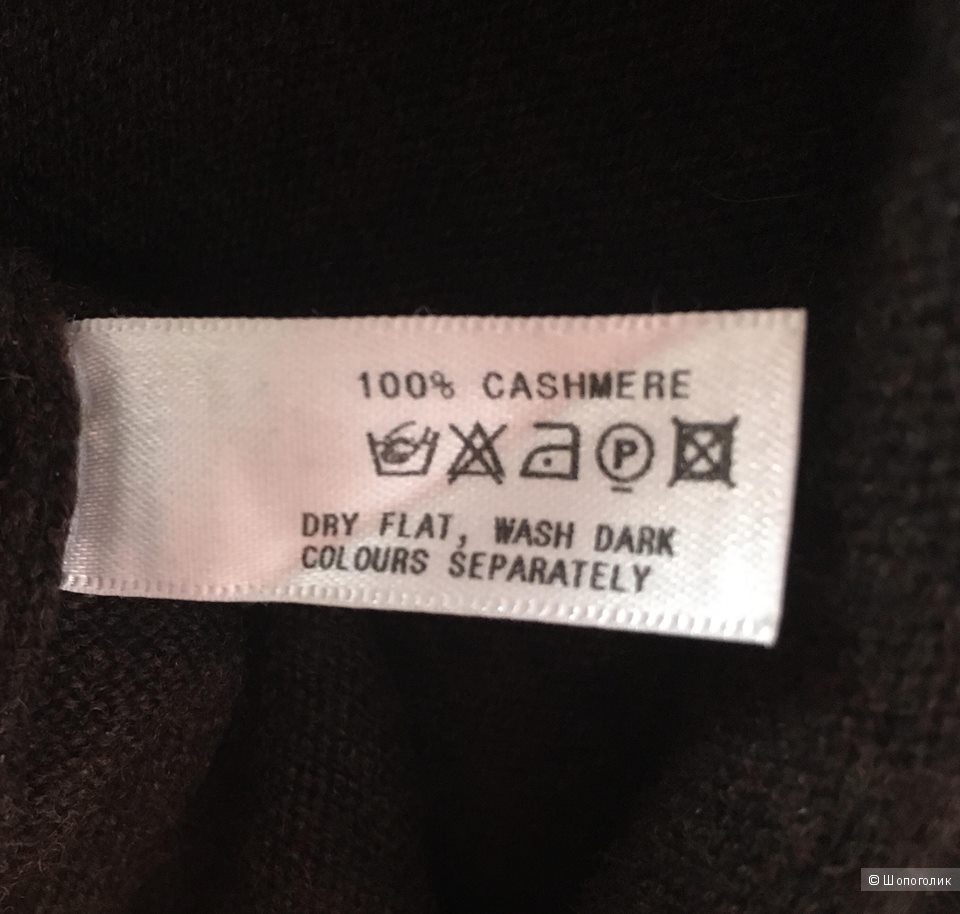 100% CASHMERE
P
DRY FLAT, WASH DARK
COLOURS SEPARATELY
© Шопоголик